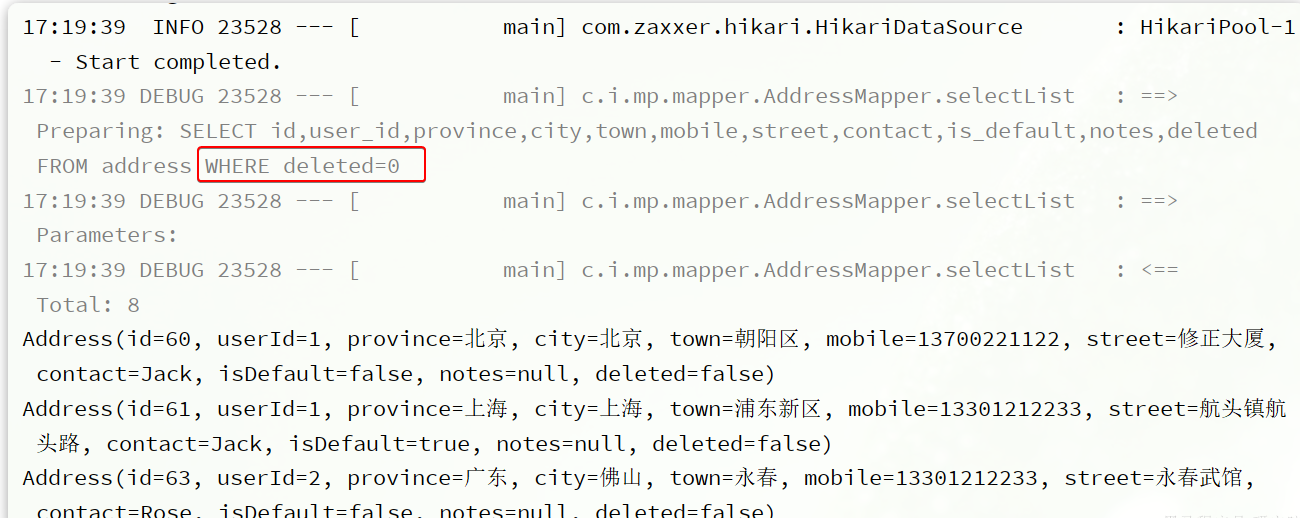 17:19:39  INFO 23528 --- [           main] com.zaxxer.hikari.HikariDataSource       : HikariPool-1
- Start completed.
17:19:39 DEBUG 23528 --- [           main] c.i.mp.mapper.AddressMapper.selectList   : ==>
Preparing: SELECT id,user_id,province,city,town,mobile,street,contact,is_default,notes,deleted
FROM address WHERE deleted=0
17:19:39 DEBUG 23528 --- [           main] c.i.mp.mapper.AddressMapper.selectList   : ==>
Parameters:
17:19:39 DEBUG 23528 --- [           main] c.i.mp.mapper.AddressMapper.selectList   : <==
Total: 8
Address(id=60, userId=1, province=北京, city=北京, town=朝阳区, mobile=13700221122, street=修正大厦,
contact=Jack, isDefault=false, notes=null, deleted=false)
Address(id=61, userId=1, province=上海, city=上海, town=浦东新区, mobile=13301212233, street=航头镇航
头路, contact=Jack, isDefault=true, notes=null, deleted=false)
Address(id=63, userId=2, province=广东, city=佛山, town=永春, mobile=13301212233, street=永春武馆,
contact=Rose, isDefault=false, notes=null, deleted=false)